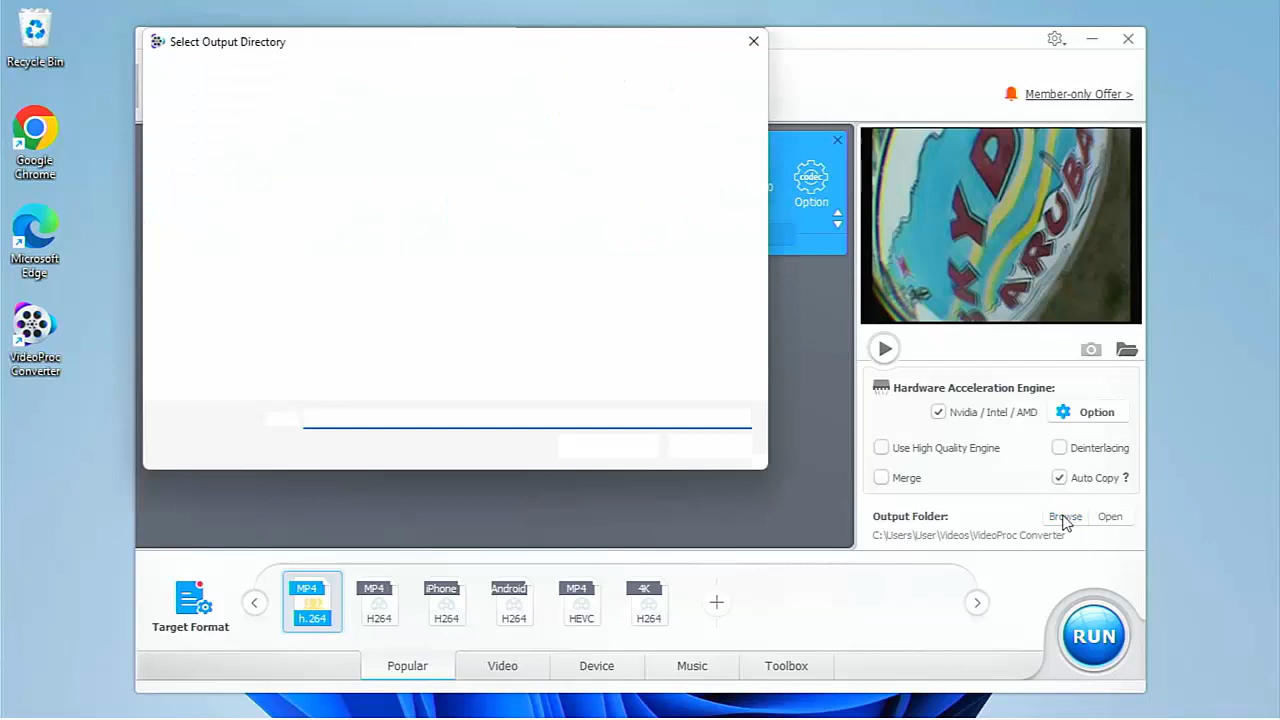 Recycle Bin
Google
Chrome
Microsoft
Edge
VideoProc
Converter
Select Output Directory
Member-only Offer >
codec
Option
SKYD
ARUBA
Hardware Acceleration Engine:
Nvidia / Intel / AMD
Option
Use High Quality Engine
Deinterlacing
Merge
Auto Copy ?
Output Folder:
Browse
Open
C:\Users\User\Videos\VideoProc Converter
Target Format
MP4
h.264
MP4
H264
iPhone
H264
Android
H264
MP4
HEVC
4K
H264
RUN
Popular
Video
Device
Music
Toolbox